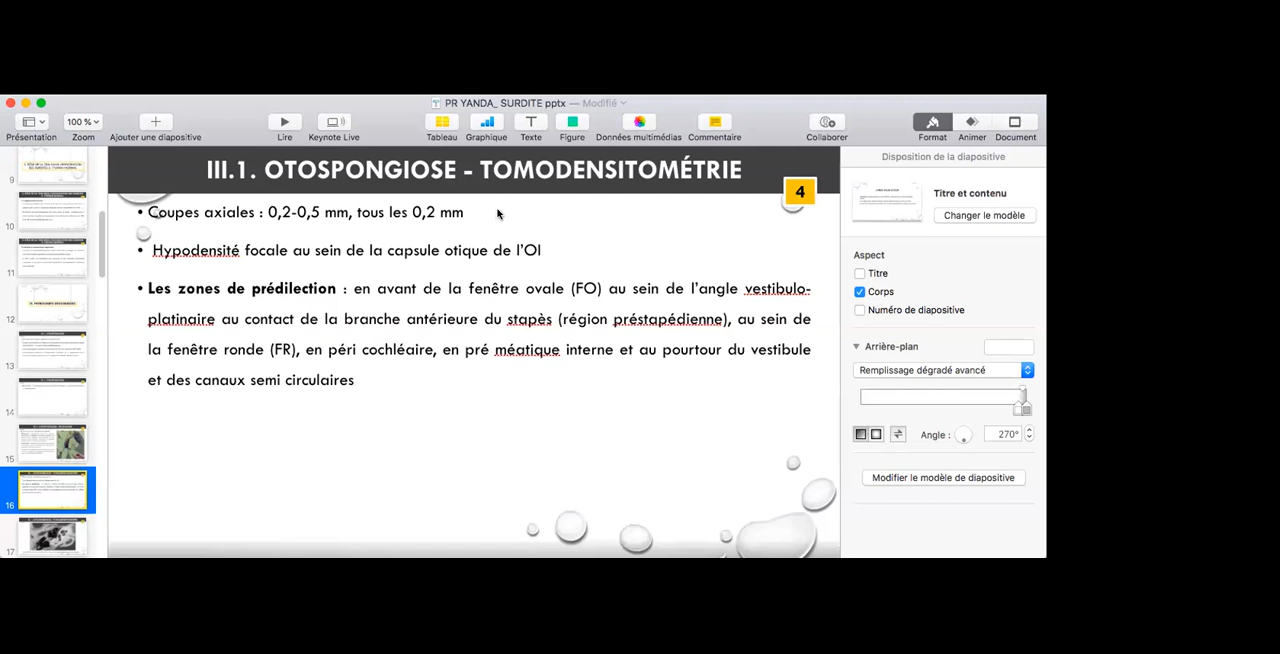 PR YANDA_ SURDITE pptx — Modifié
100 %
Présentation Zoom Ajouter une diapositive Lire Keynote Live Tableau Graphique Texte Figure Données multimédias Commentaire Collaborer Format Animer Document
III.1. OTOSPONGIOSE - TOMODENSITOMÉTRIE
4
• Coupes axiales : 0,2-0,5 mm, tous les 0,2 mm
• Hypodensité focale au sein de la capsule otique de l’OI
• Les zones de prédilection : en avant de la fenêtre ovale (FO) au sein de l’angle vestibulo-
platinaire au contact de la branche antérieure du stapès (région préstapédienne), au sein de
la fenêtre ronde (FR), en péri cochléaire, en pré méatique interne et au pourtour du vestibule
et des canaux semi circulaires
9
10
11
12
13
14
15
16
17
Disposition de la diapositive
Titre et contenu
Changer le modèle
Aspect
Titre
Corps
Numéro de diapositive
Arrière-plan
Remplissage dégradé avancé
Angle : 270°
Modifier le modèle de diapositive